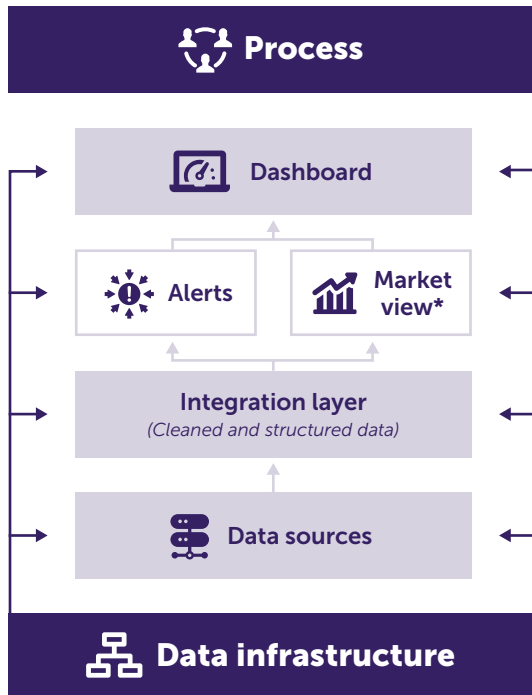 Process
Dashboard
Alerts
Market
view*
Integration layer
(Cleaned and structured data)
Data sources
Data infrastructure